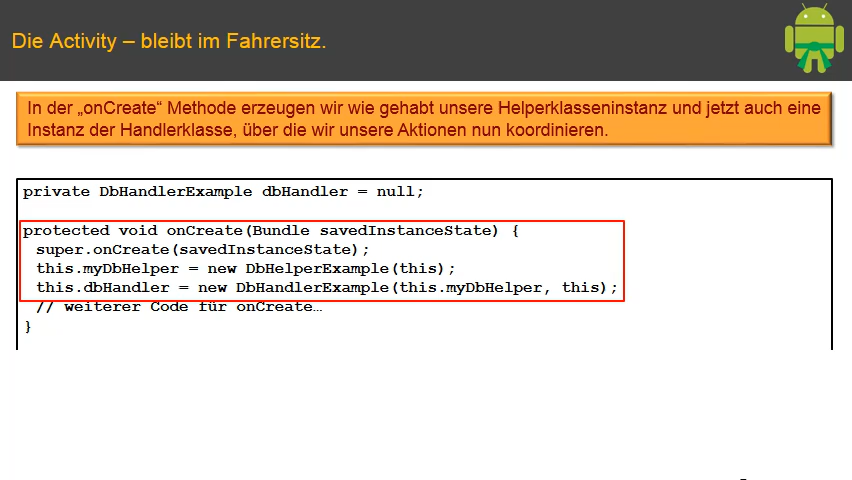 Die Activity – bleibt im Fahrersitz.
In der „onCreate“ Methode erzeugen wir wie gehabt unsere Helperklasseninstanz und jetzt auch eine
Instanz der Handlerklasse, über die wir unsere Aktionen nun koordinieren.
private DbHandlerExample dbHandler = null;
protected void onCreate(Bundle savedInstanceState) {
super.onCreate(savedInstanceState);
this.myDbHelper = new DbHelperExample(this);
this.dbHandler = new DbHandlerExample(this.myDbHelper, this);
// weiterer Code für onCreate…
}